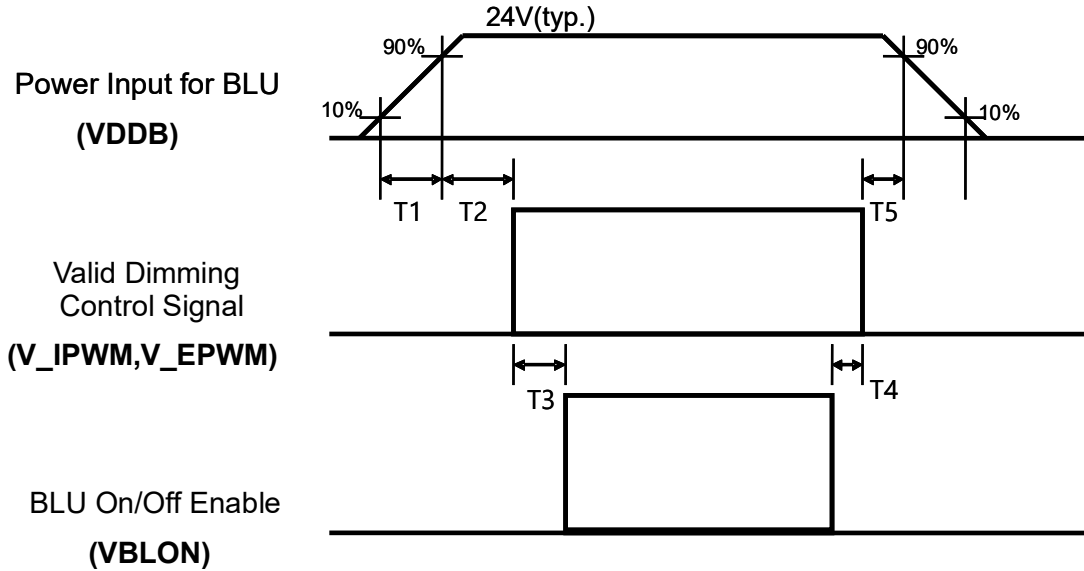 24V(typ.)
90%
90%
Power Input for BLU
10%
10%
(VDDB)
T1
T2
T5
Valid Dimming
Control Signal
(V_IPWM,V_EPWM)
T3
T4
BLU On/Off Enable
(VBLON)